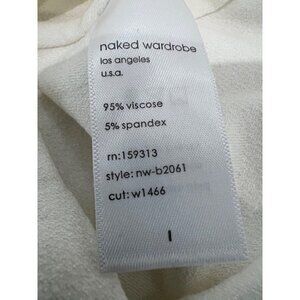 naked wardrobe
los angeles
u.s.a.
95% viscose
5% spandex
rn:159313
style: nw-b2061
cut: w1466
l